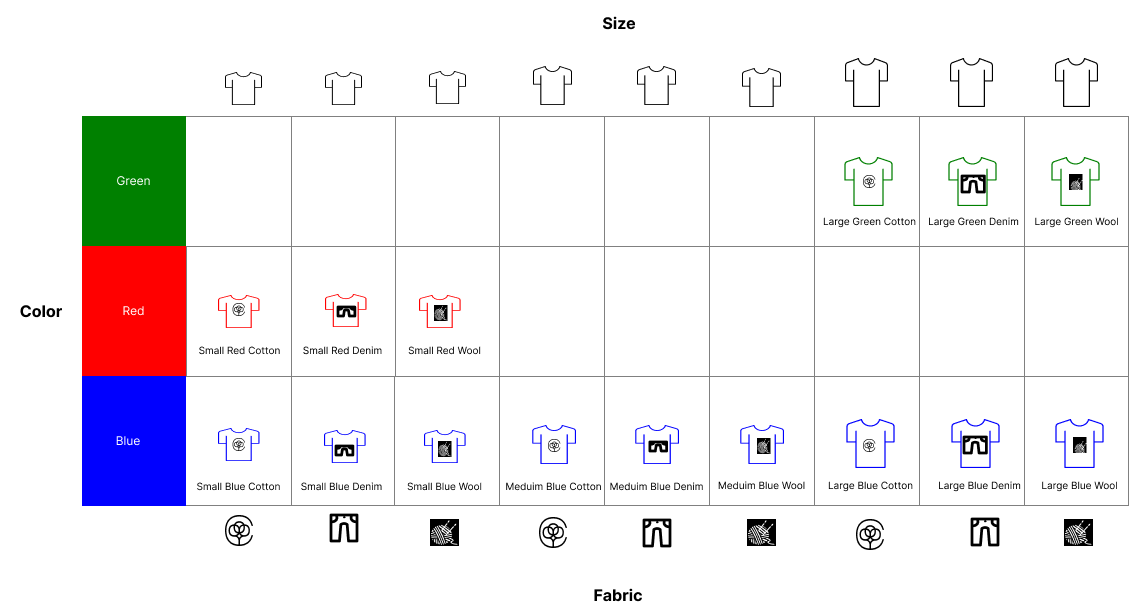 Size
Green
Large Green Cotton
Large Green Denim
Large Green Wool
Color
Red
Small Red Cotton
Small Red Denim
Small Red Wool
Blue
Small Blue Cotton
Small Blue Denim
Small Blue Wool
Meduim Blue Cotton
Meduim Blue Denim
Meduim Blue Wool
Large Blue Cotton
Large Blue Denim
Large Blue Wool
Fabric